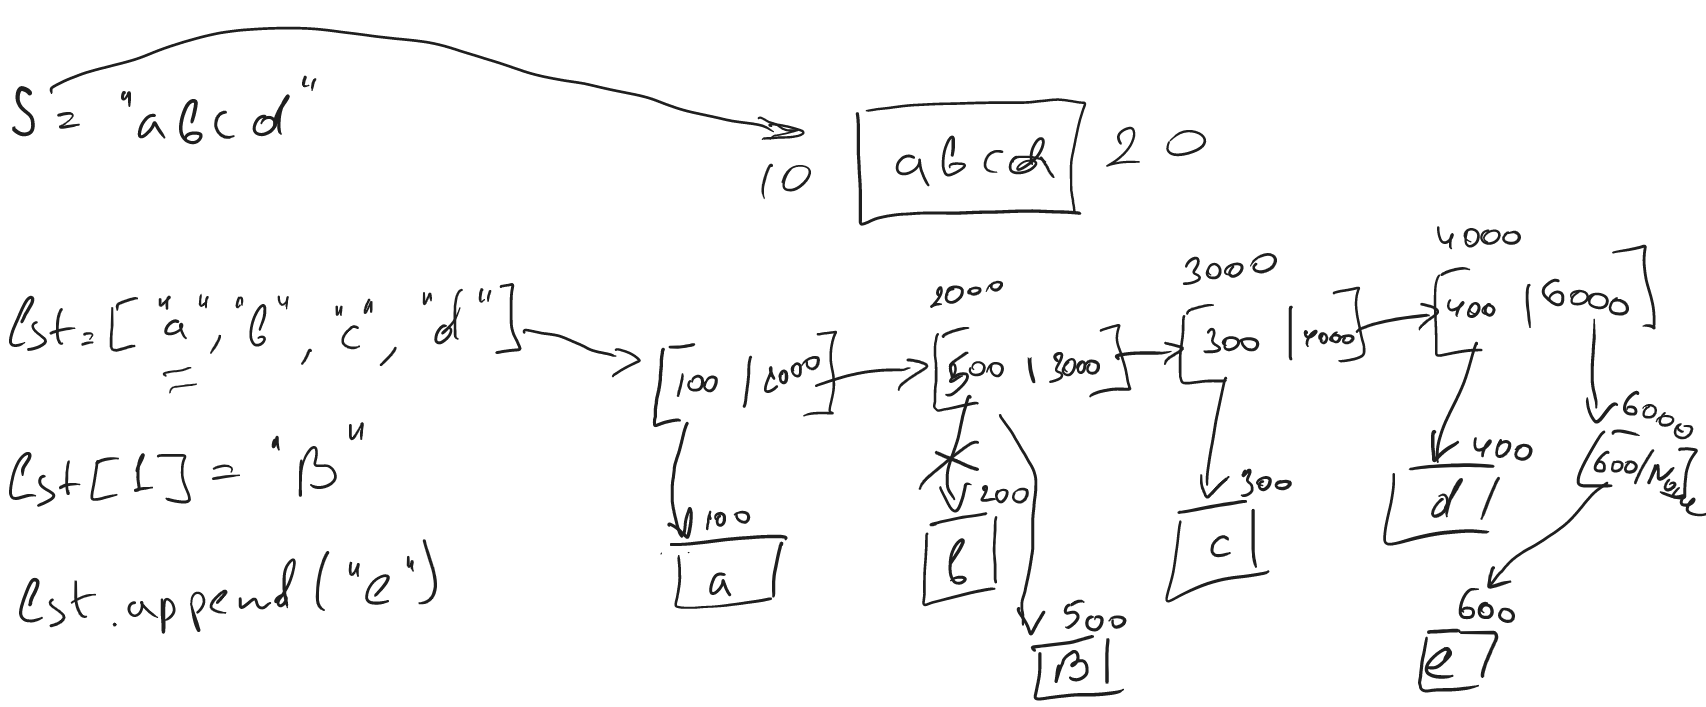 S = "abcd"
10
abcd
20
lst = ["a", "b", "c", "d"]
100 | 2000
2000
500 | 3000
3000
300 | 4000
4000
400 | 6000
6000
600 / None
lst[1] = "B"
lst.append("e")
100
a
200
b
500
B
300
c
400
d
600
e